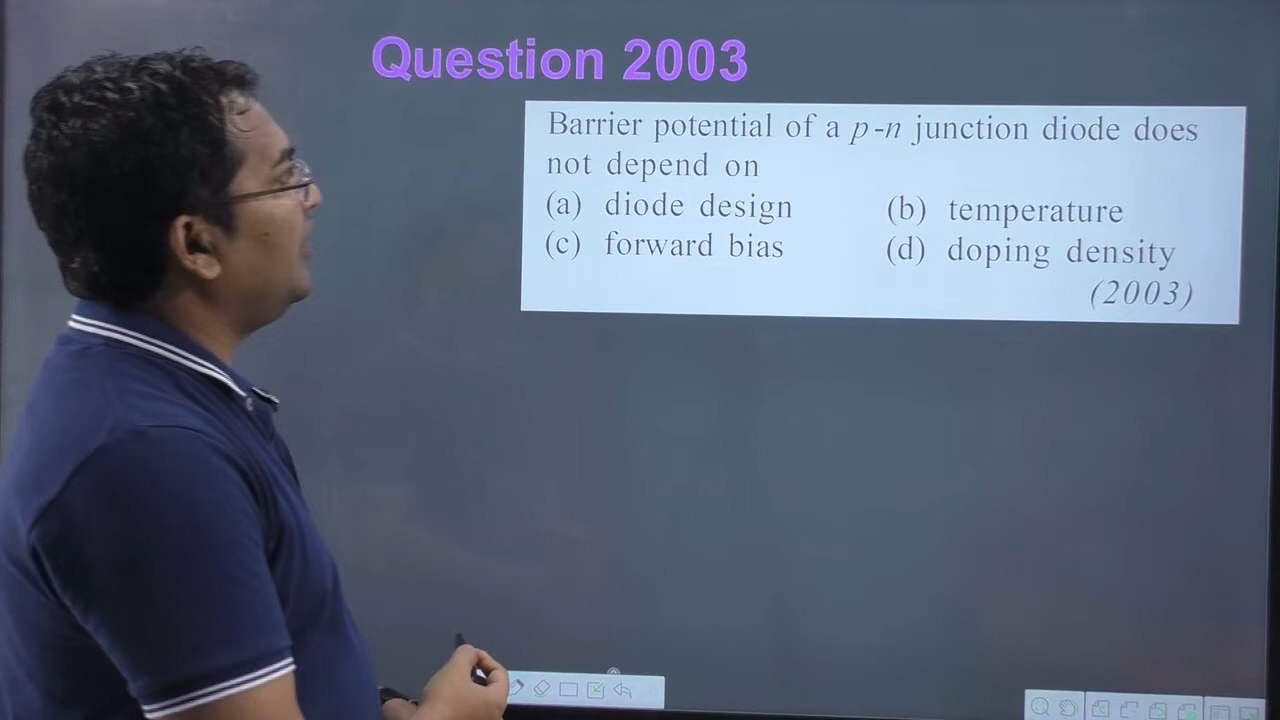 Question 2003
Barrier potential of a p-n junction diode does
not depend on
(a) diode design (b) temperature
(c) forward bias (d) doping density
(2003)